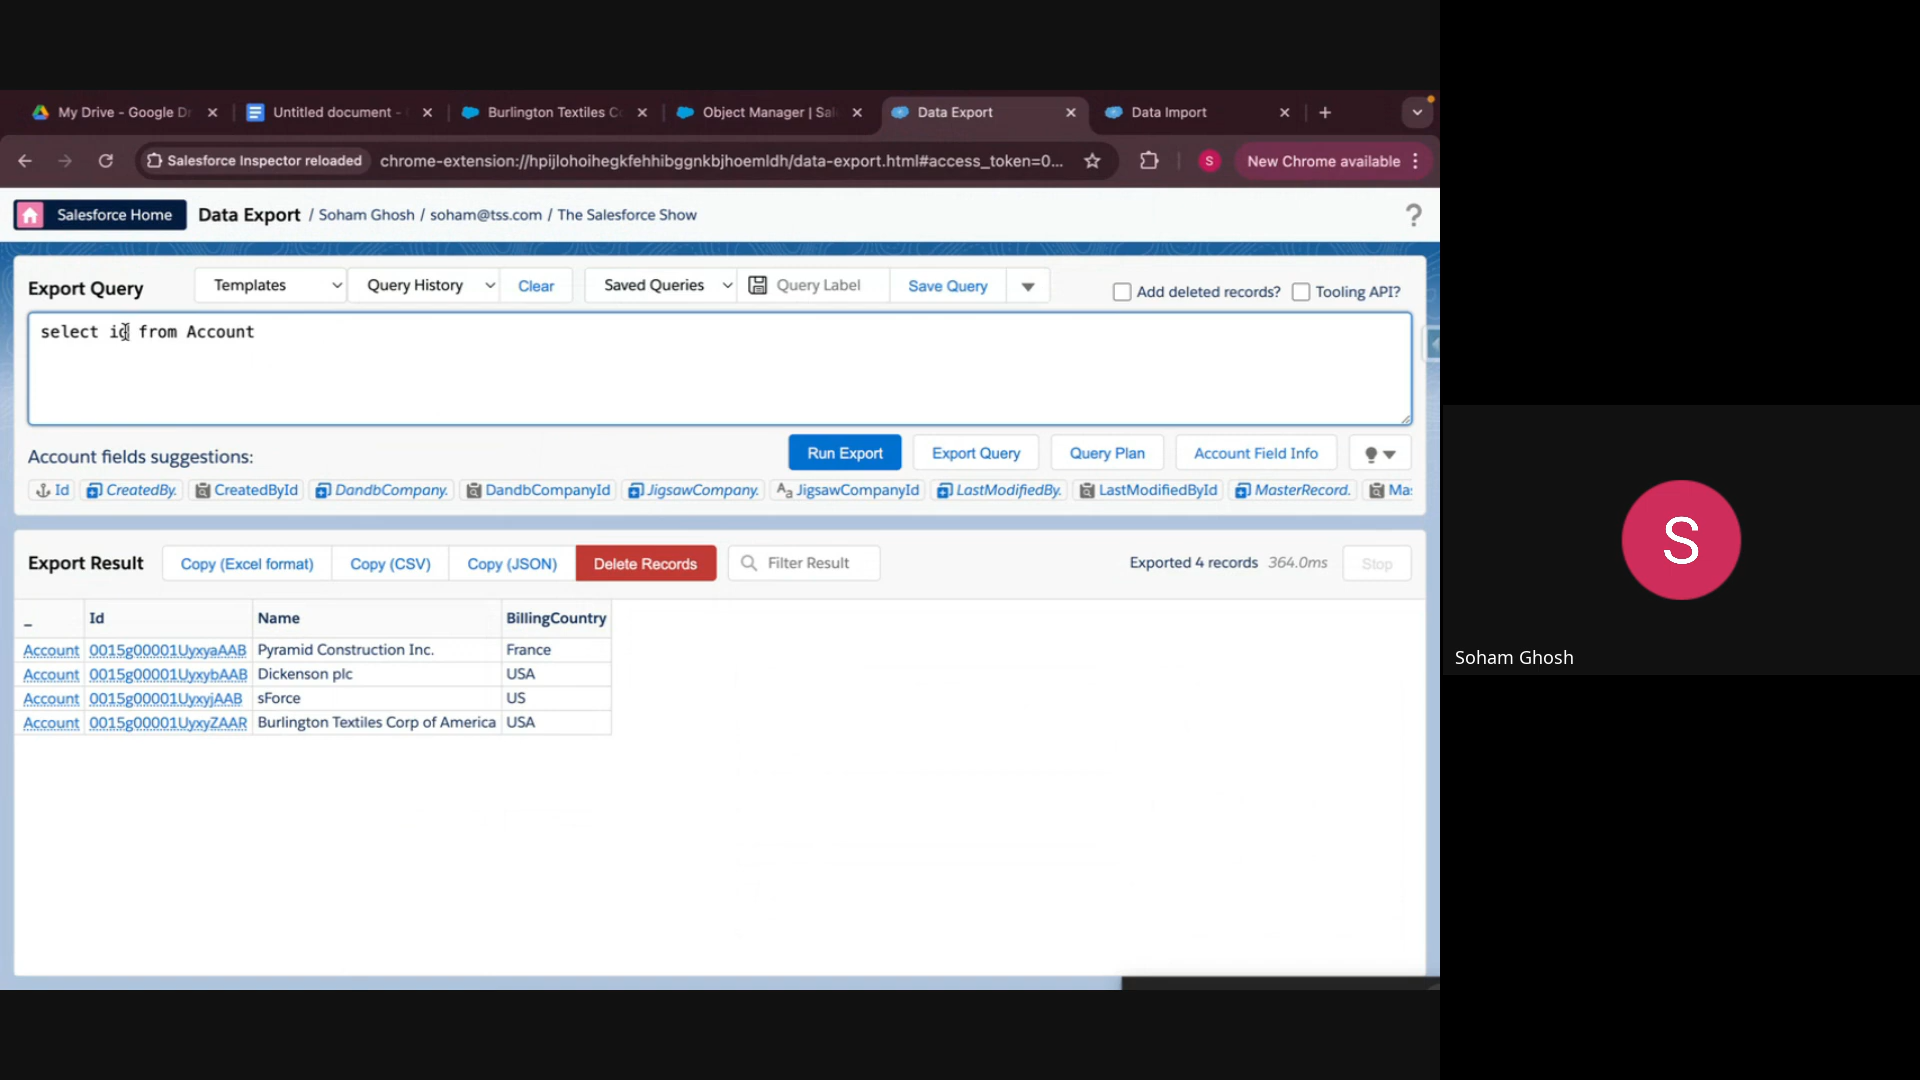 My Drive - Google Dr
Untitled document -
Burlington Textiles Co
Object Manager | Sal
Data Export
Data Import
Salesforce Inspector reloaded
chrome-extension://hpijlohoihegkfehhibggnkbjhoemldh/data-export.html#access_token=0...
S
New Chrome available
Salesforce Home
Data Export / Soham Ghosh / soham@tss.com / The Salesforce Show
?
Export Query
Templates
Query History
Clear
Saved Queries
Query Label
Save Query
Add deleted records?
Tooling API?
select id from Account
Account fields suggestions:
Run Export
Export Query
Query Plan
Account Field Info
Id
CreatedBy.
CreatedById
DandbCompany.
DandbCompanyId
JigsawCompany.
Aa JigsawCompanyId
LastModifiedBy.
LastModifiedById
MasterRecord.
Mas
Export Result
Copy (Excel format)
Copy (CSV)
Copy (JSON)
Delete Records
Filter Result
Exported 4 records 364.0ms
Stop
_ Id Name BillingCountry
Account 0015g00001UyxyaAAB Pyramid Construction Inc. France
Account 0015g00001UyxybAAB Dickenson plc USA
Account 0015g00001UyxyjAAB sForce US
Account 0015g00001UyxyZAAR Burlington Textiles Corp of America USA
S
Soham Ghosh